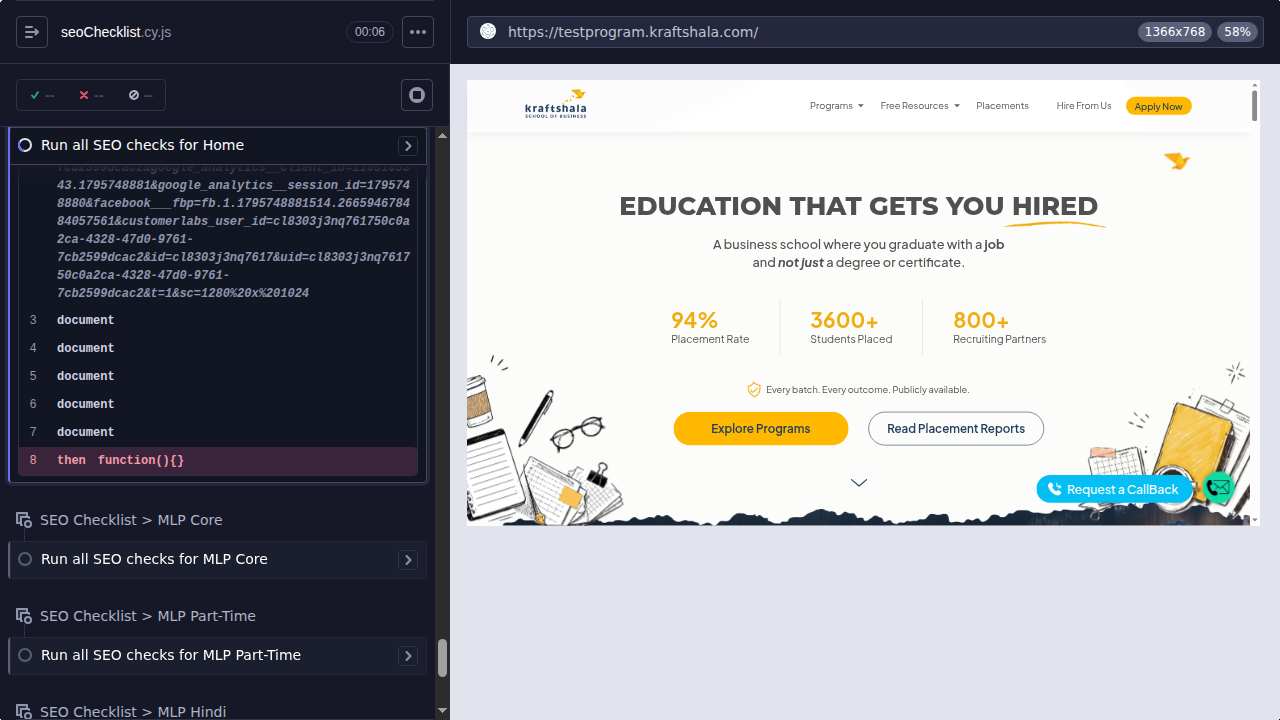 seoChecklist.cy.js
00:06
https://testprogram.kraftshala.com/
1366x768
58%
--
--
--
Run all SEO checks for Home
43.1795748881&google_analytics__session_id=179574
8880&facebook___fbp=fb.1.1795748881514.2665946784
84057561&customerlabs_user_id=cl8303j3nq761750c0a
2ca-4328-47d0-9761-
7cb2599dcac2&id=cl8303j3nq7617&uid=cl8303j3nq7617
50c0a2ca-4328-47d0-9761-
7cb2599dcac2&t=1&sc=1280%20x%201024
3 document
4 document
5 document
6 document
7 document
8 then function(){}
SEO Checklist > MLP Core
Run all SEO checks for MLP Core
SEO Checklist > MLP Part-Time
Run all SEO checks for MLP Part-Time
SEO Checklist > MLP Hindi
kraftshala
SCHOOL OF BUSINESS
Programs
Free Resources
Placements
Hire From Us
Apply Now
EDUCATION THAT GETS YOU HIRED
A business school where you graduate with a job
and not just a degree or certificate.
94%
Placement Rate
3600+
Students Placed
800+
Recruiting Partners
Every batch. Every outcome. Publicly available.
Explore Programs
Read Placement Reports
Request a CallBack